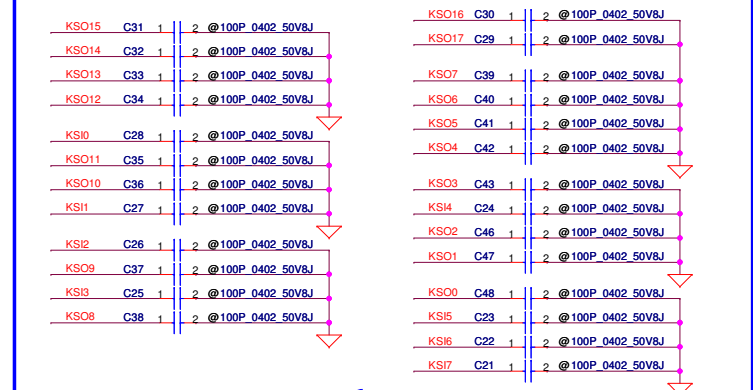 KSO15 C31 1 2 @100P_0402_50V8J
KSO14 C32 1 2 @100P_0402_50V8J
KSO13 C33 1 2 @100P_0402_50V8J
KSO12 C34 1 2 @100P_0402_50V8J
KSI0 C28 1 2 @100P_0402_50V8J
KSO11 C35 1 2 @100P_0402_50V8J
KSO10 C36 1 2 @100P_0402_50V8J
KSI1 C27 1 2 @100P_0402_50V8J
KSI2 C26 1 2 @100P_0402_50V8J
KSO9 C37 1 2 @100P_0402_50V8J
KSI3 C25 1 2 @100P_0402_50V8J
KSO8 C38 1 2 @100P_0402_50V8J
KSO16 C30 1 2 @100P_0402_50V8J
KSO17 C29 1 2 @100P_0402_50V8J
KSO7 C39 1 2 @100P_0402_50V8J
KSO6 C40 1 2 @100P_0402_50V8J
KSO5 C41 1 2 @100P_0402_50V8J
KSO4 C42 1 2 @100P_0402_50V8J
KSO3 C43 1 2 @100P_0402_50V8J
KSI4 C24 1 2 @100P_0402_50V8J
KSO2 C46 1 2 @100P_0402_50V8J
KSO1 C47 1 2 @100P_0402_50V8J
KSO0 C48 1 2 @100P_0402_50V8J
KSI5 C23 1 2 @100P_0402_50V8J
KSI6 C22 1 2 @100P_0402_50V8J
KSI7 C21 1 2 @100P_0402_50V8J